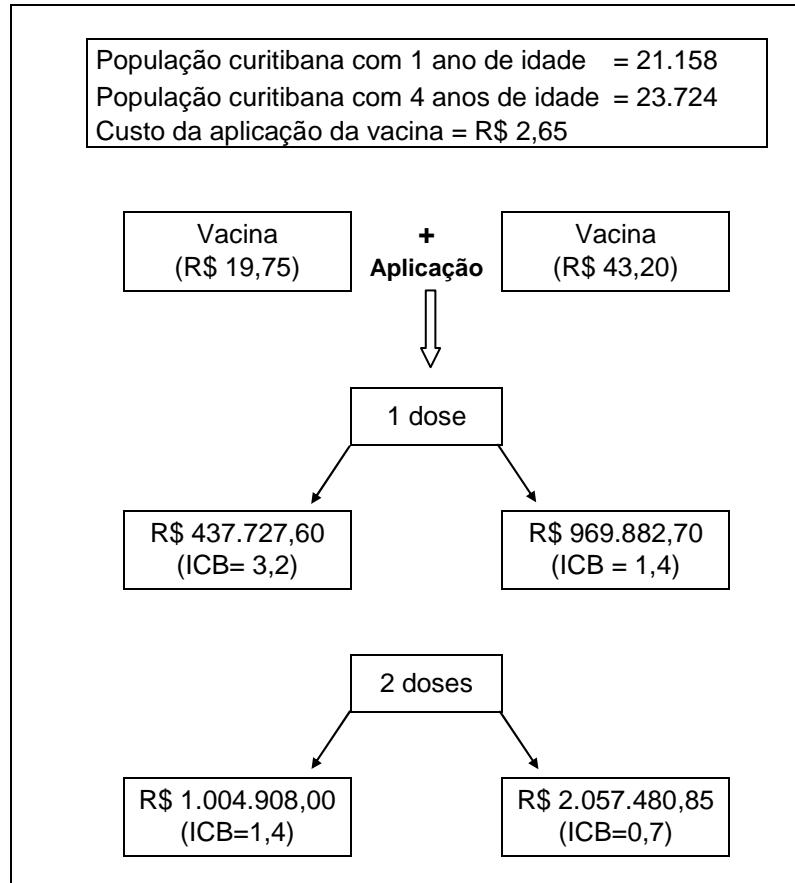 População curitibana com 1 ano de idade = 21.158
População curitibana com 4 anos de idade = 23.724
Custo da aplicação da vacina = R$ 2,65
Vacina
(R$ 19,75)
+
Aplicação
Vacina
(R$ 43,20)
1 dose
R$ 437.727,60
(ICB= 3,2)
R$ 969.882,70
(ICB = 1,4)
2 doses
R$ 1.004.908,00
(ICB=1,4)
R$ 2.057.480,85
(ICB=0,7)